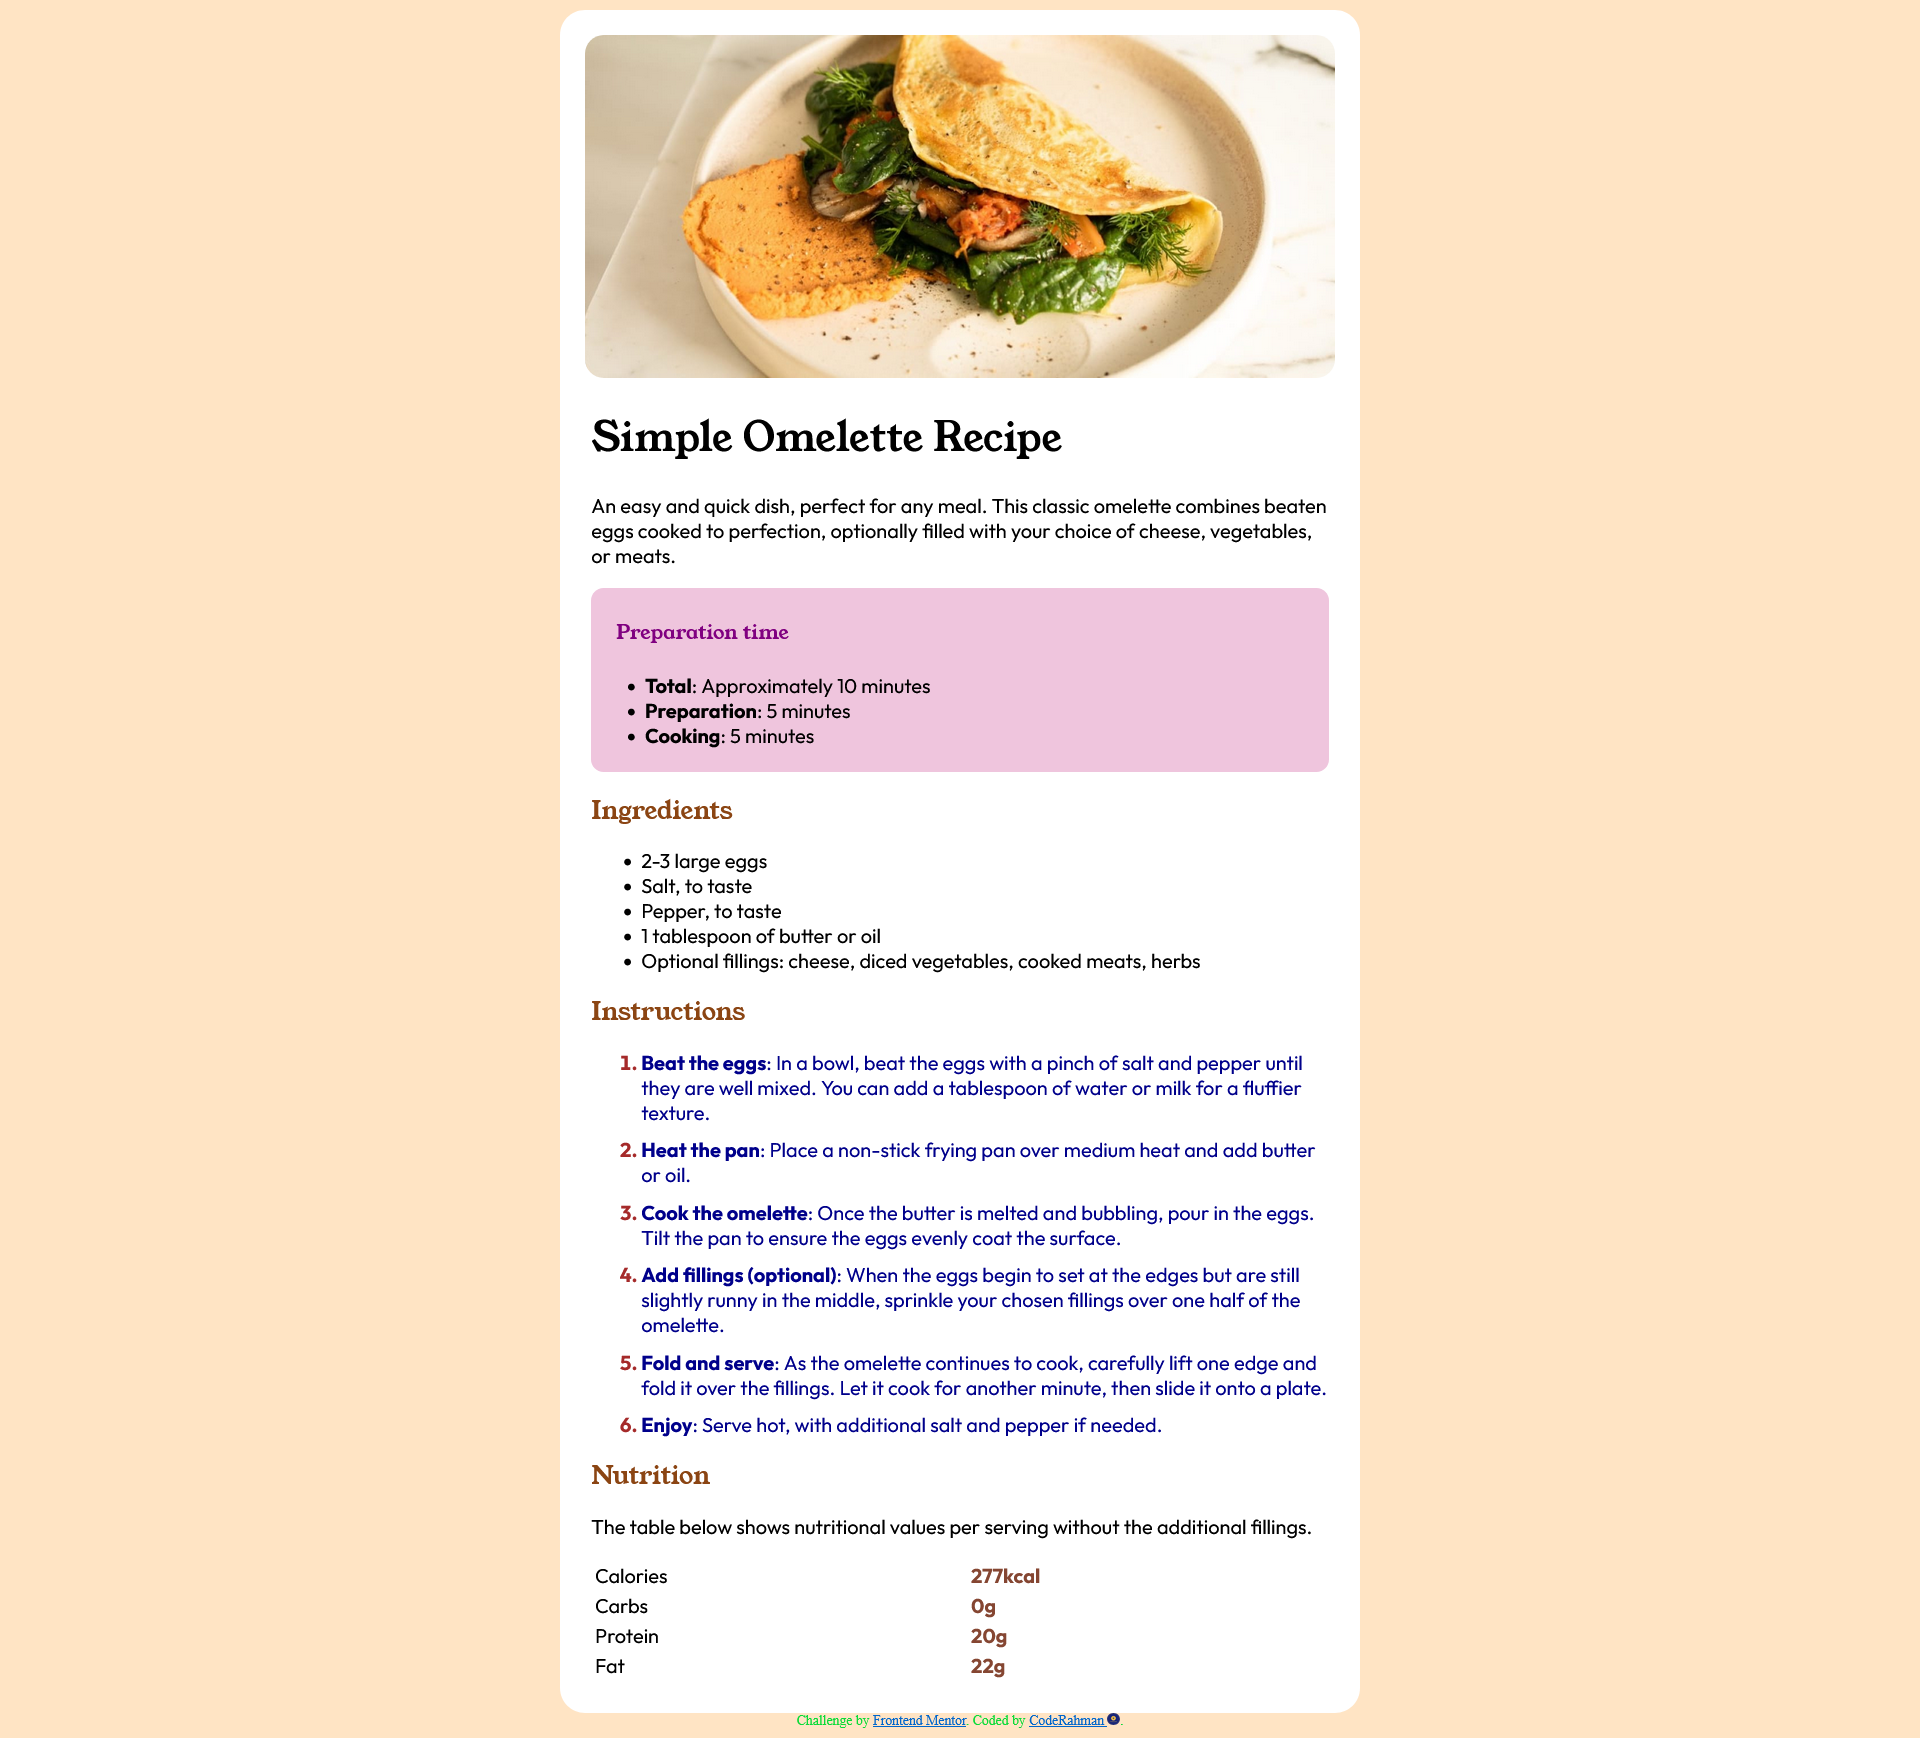 Simple Omelette Recipe
An easy and quick dish, perfect for any meal. This classic omelette combines beaten
eggs cooked to perfection, optionally filled with your choice of cheese, vegetables,
or meats.
Preparation time
• Total: Approximately 10 minutes
• Preparation: 5 minutes
• Cooking: 5 minutes
Ingredients
• 2-3 large eggs
• Salt, to taste
• Pepper, to taste
• 1 tablespoon of butter or oil
• Optional fillings: cheese, diced vegetables, cooked meats, herbs
Instructions
1. Beat the eggs: In a bowl, beat the eggs with a pinch of salt and pepper until
they are well mixed. You can add a tablespoon of water or milk for a fluffier
texture.
2. Heat the pan: Place a non-stick frying pan over medium heat and add butter
or oil.
3. Cook the omelette: Once the butter is melted and bubbling, pour in the eggs.
Tilt the pan to ensure the eggs evenly coat the surface.
4. Add fillings (optional): When the eggs begin to set at the edges but are still
slightly runny in the middle, sprinkle your chosen fillings over one half of the
omelette.
5. Fold and serve: As the omelette continues to cook, carefully lift one edge and
fold it over the fillings. Let it cook for another minute, then slide it onto a plate.
6. Enjoy: Serve hot, with additional salt and pepper if needed.
Nutrition
The table below shows nutritional values per serving without the additional fillings.
Calories 277kcal
Carbs 0g
Protein 20g
Fat 22g
Challenge by Frontend Mentor. Coded by CodeRahman .